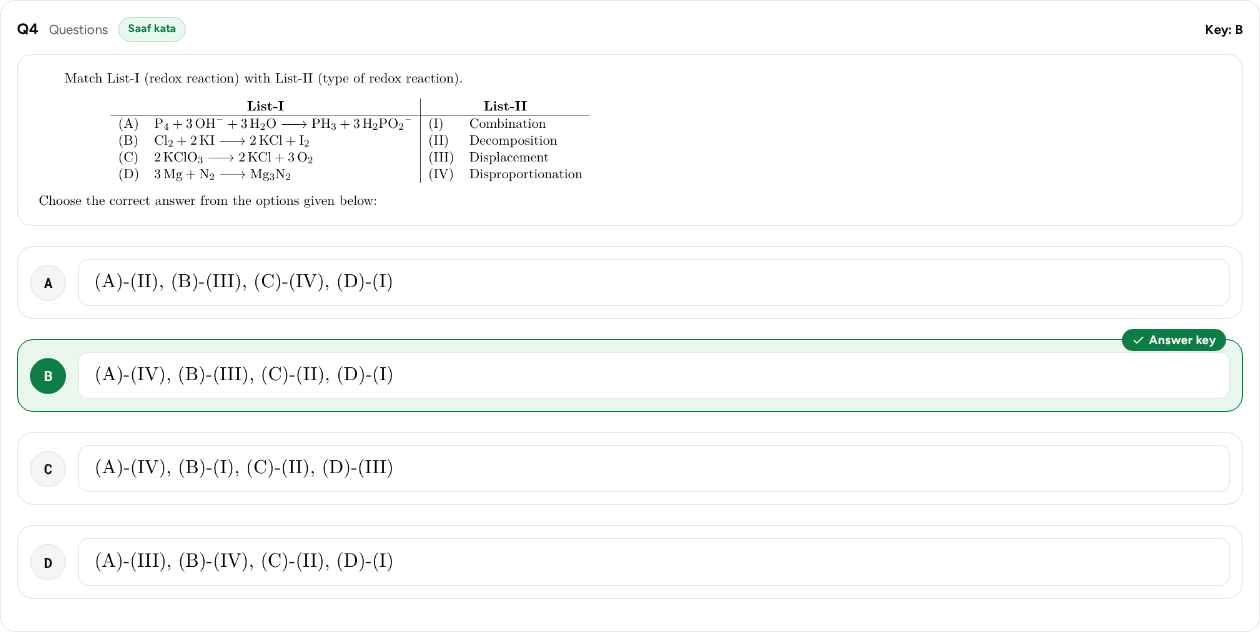 Q4 Questions Saaf kata Key: B
Match List-I (redox reaction) with List-II (type of redox reaction).
List-I List-II
(A) P₄ + 3 OH⁻ + 3 H₂O ⟶ PH₃ + 3 H₂PO₂⁻ (I) Combination
(B) Cl₂ + 2 KI ⟶ 2 KCl + I₂ (II) Decomposition
(C) 2 KClO₃ ⟶ 2 KCl + 3 O₂ (III) Displacement
(D) 3 Mg + N₂ ⟶ Mg₃N₂ (IV) Disproportionation
Choose the correct answer from the options given below:
A (A)-(II), (B)-(III), (C)-(IV), (D)-(I)
✓ Answer key
B (A)-(IV), (B)-(III), (C)-(II), (D)-(I)
C (A)-(IV), (B)-(I), (C)-(II), (D)-(III)
D (A)-(III), (B)-(IV), (C)-(II), (D)-(I)